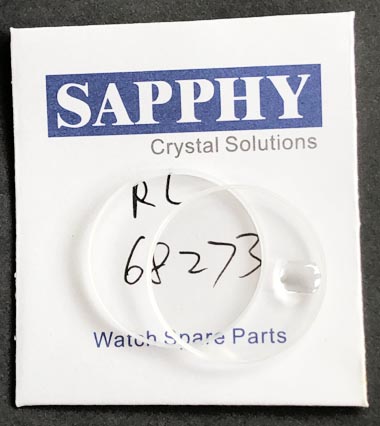 SAPPHY
Crystal Solutions
RL
68273
Watch Spare Parts